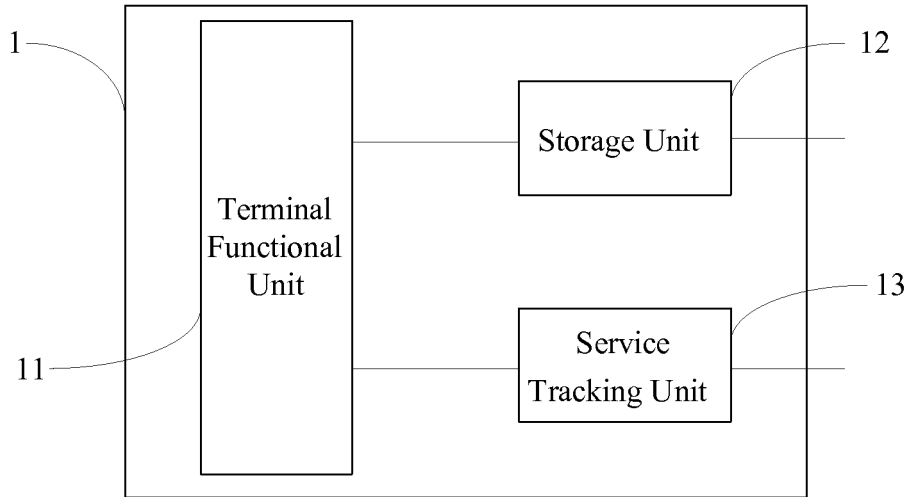 1
12
Storage Unit
Terminal
Functional
Unit
13
Service
Tracking Unit
11